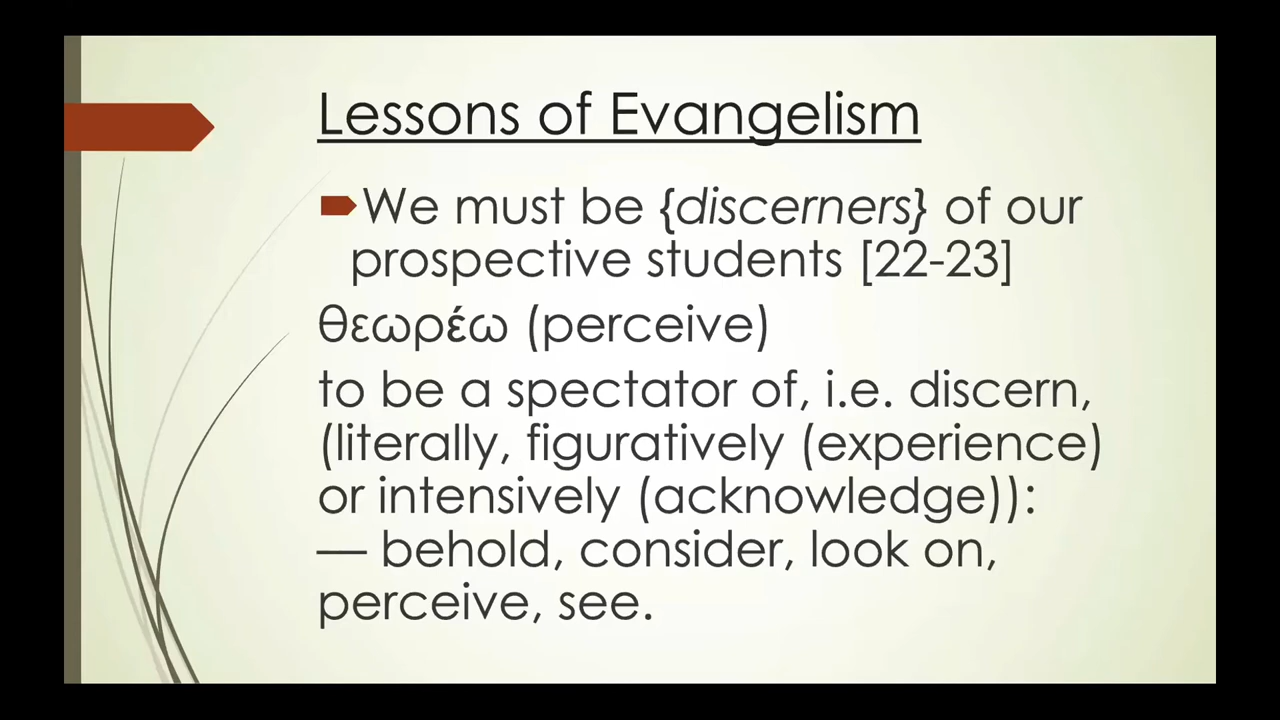 Lessons of Evangelism
We must be {discerners} of our
prospective students [22-23]
θεωρέω (perceive)
to be a spectator of, i.e. discern,
(literally, figuratively (experience)
or intensively (acknowledge)):
— behold, consider, look on,
perceive, see.